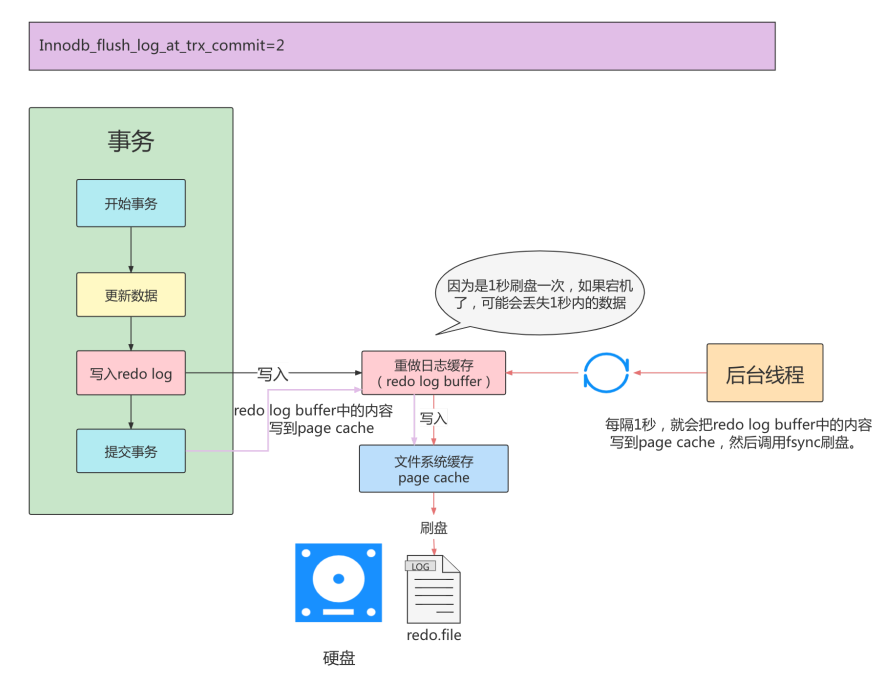 Innodb_flush_log_at_trx_commit=2
事务
开始事务
更新数据
写入redo log
提交事务
写入
redo log buffer中的内容
写到page cache
因为是1秒刷盘一次，如果宕机
了，可能会丢失1秒内的数据
重做日志缓存
（redo log buffer）
写入
文件系统缓存
page cache
刷盘
LOG
redo.file
硬盘
后台线程
每隔1秒，就会把redo log buffer中的内容
写到page cache，然后调用fsync刷盘。